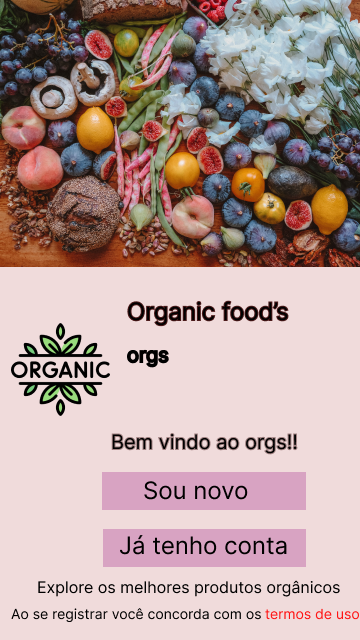 Organic food's
ORGANIC
orgs
Bem vindo ao orgs!!
Sou novo
Já tenho conta
Explore os melhores produtos orgânicos
Ao se registrar você concorda com os termos de uso